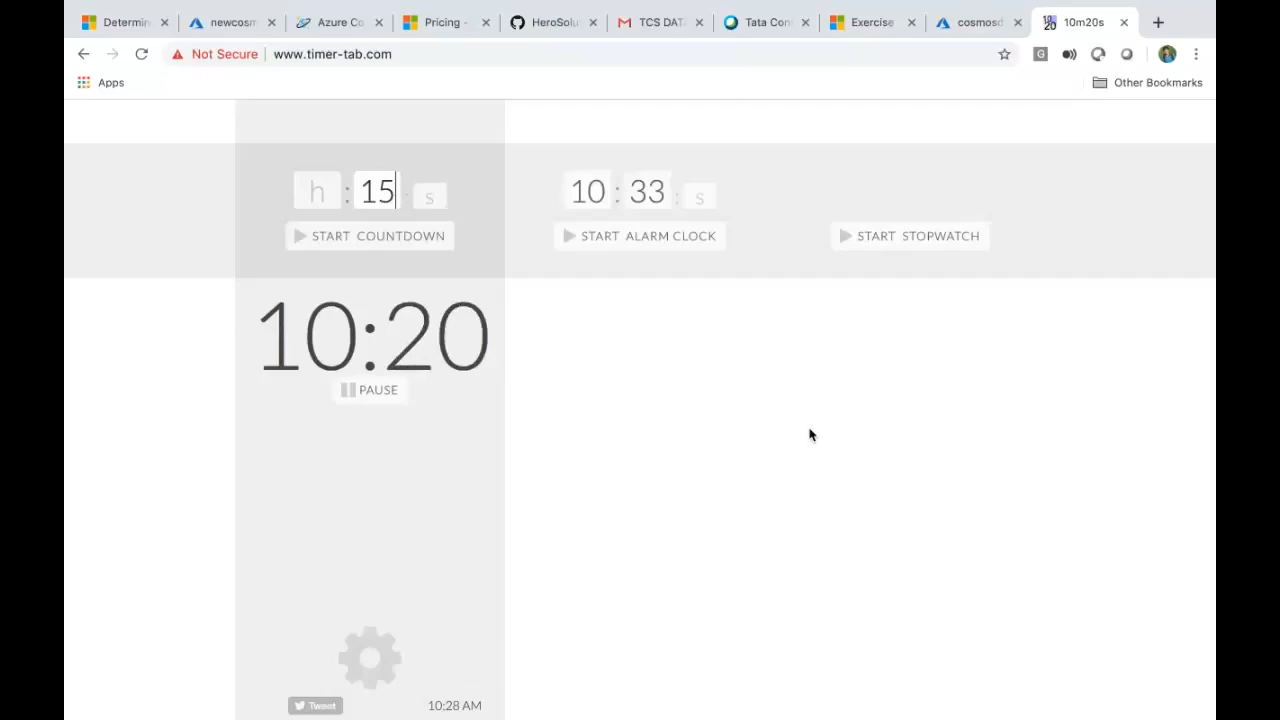 Determin
newcosm
Azure Co
Pricing -
HeroSolu
TCS DATA
Tata Con
Exercise
cosmosd
10m20s
Not Secure
www.timer-tab.com
Apps
Other Bookmarks
h : 15 : s
10 : 33 : s
START COUNTDOWN
START ALARM CLOCK
START STOPWATCH
10:20
PAUSE
Tweet
10:28 AM